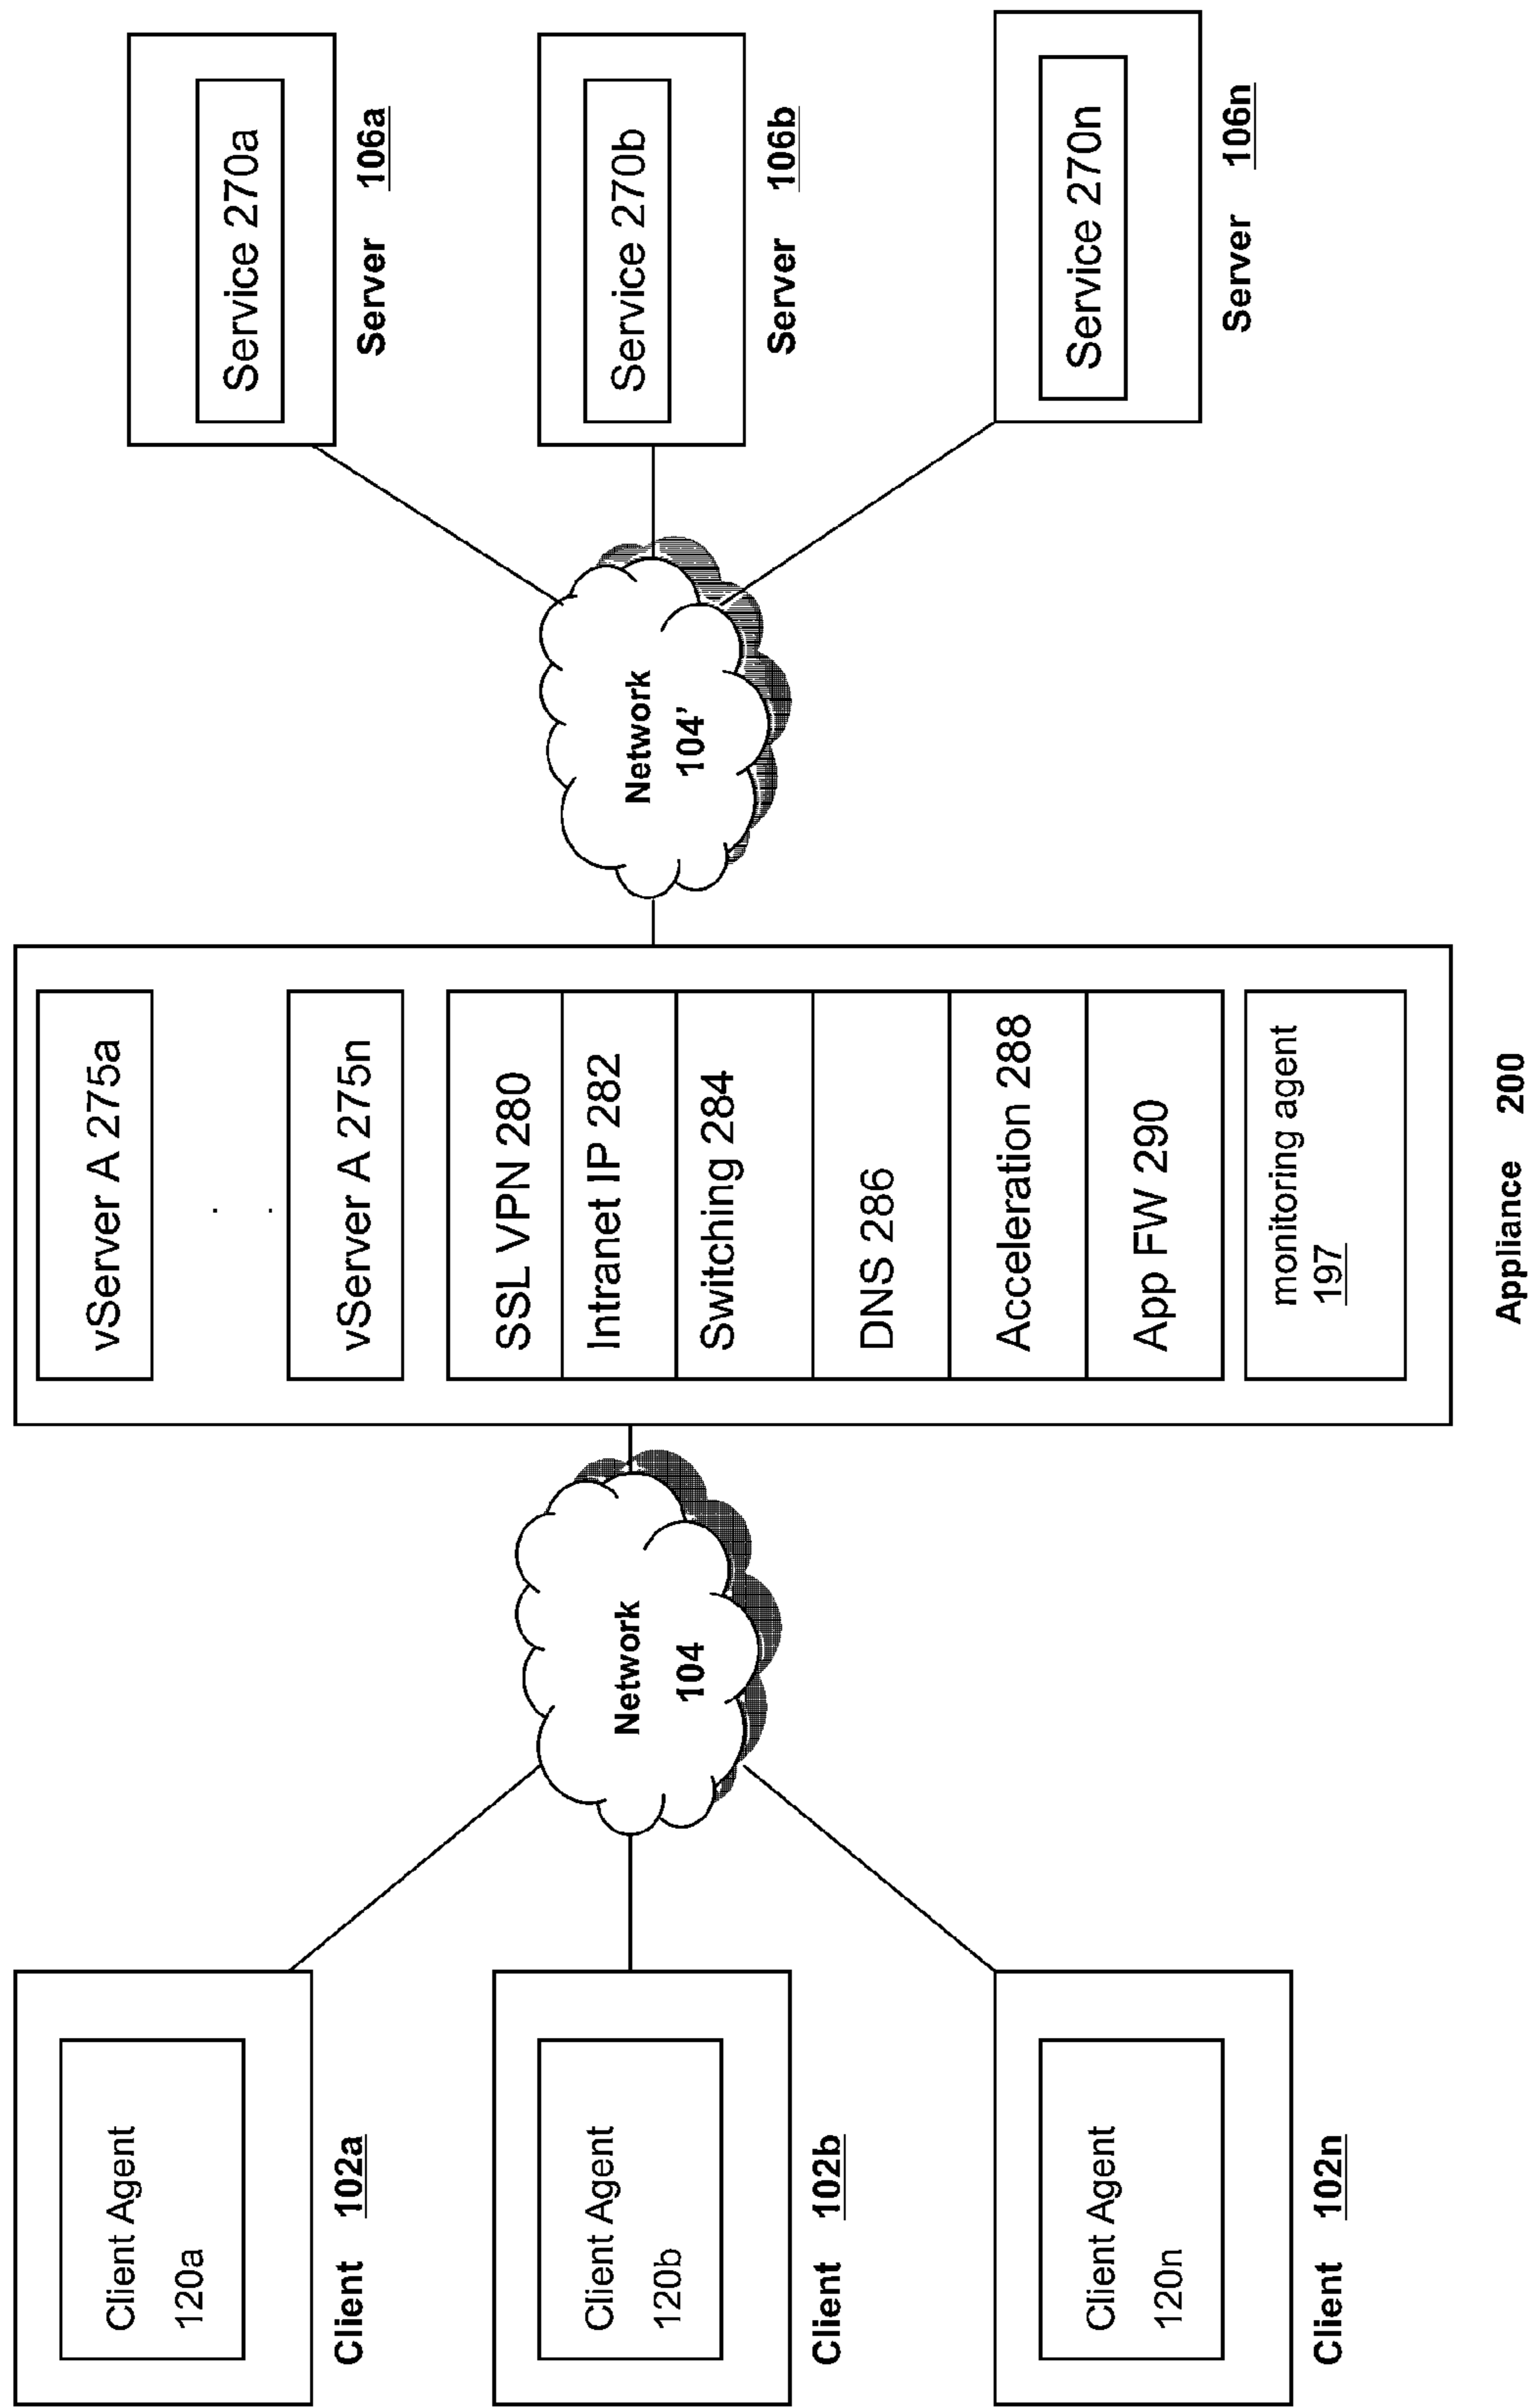 Client Agent
120a
Client 102a
Client Agent
120b
Client 102b
Client Agent
120n
Client 102n
Network
104
vServer A 275a
.
.
vServer A 275n
SSL VPN 280
Intranet IP 282
Switching 284
DNS 286
Acceleration 288
App FW 290
monitoring agent
197
Appliance 200
Network
104’
Service 270a
Server 106a
Service 270b
Server 106b
Service 270n
Server 106n